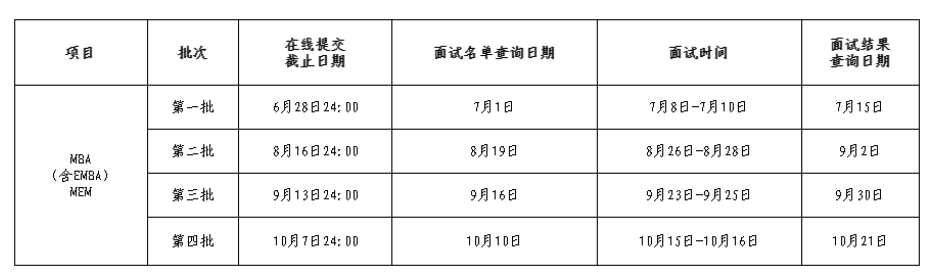 项目 批次 在线提交 截止日期 面试名单查询日期 面试时间 面试结果 查询日期
MBA
(含EMBA)
MEM
第一批 6月28日24:00 7月1日 7月8日-7月10日 7月15日
第二批 8月16日24:00 8月19日 8月26日-8月28日 9月2日
第三批 9月13日24:00 9月16日 9月23日-9月25日 9月30日
第四批 10月7日24:00 10月10日 10月15日-10月16日 10月21日